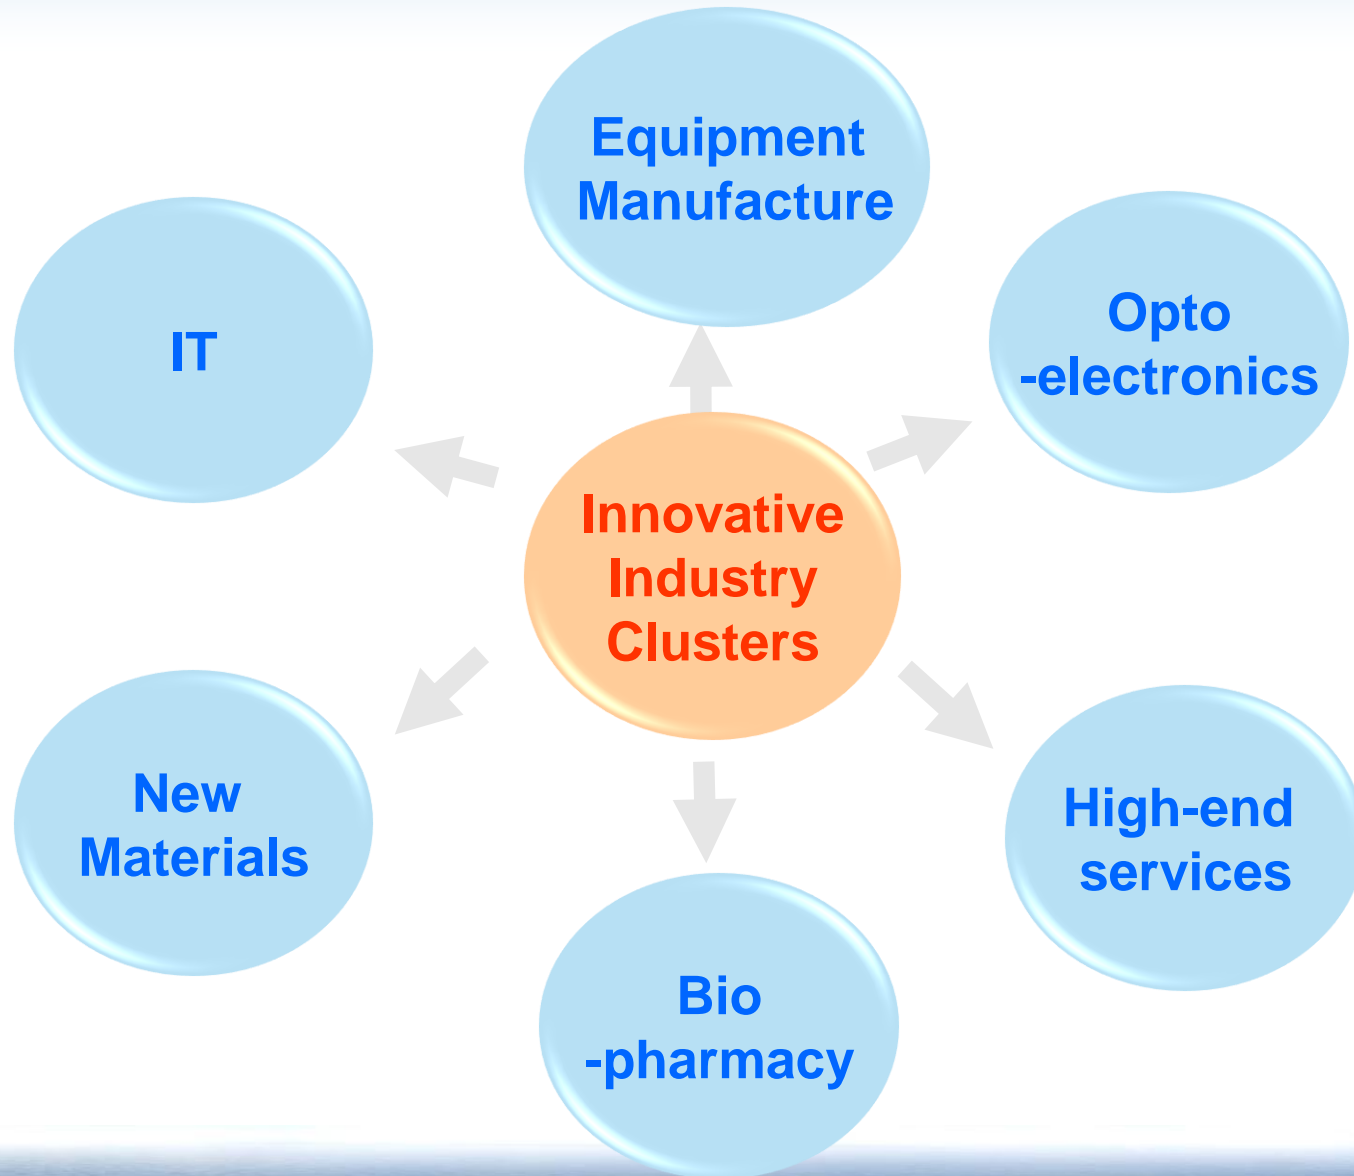 Equipment
Manufacture
IT
Opto
-electronics
Innovative
Industry
Clusters
New
Materials
High-end
services
Bio
-pharmacy